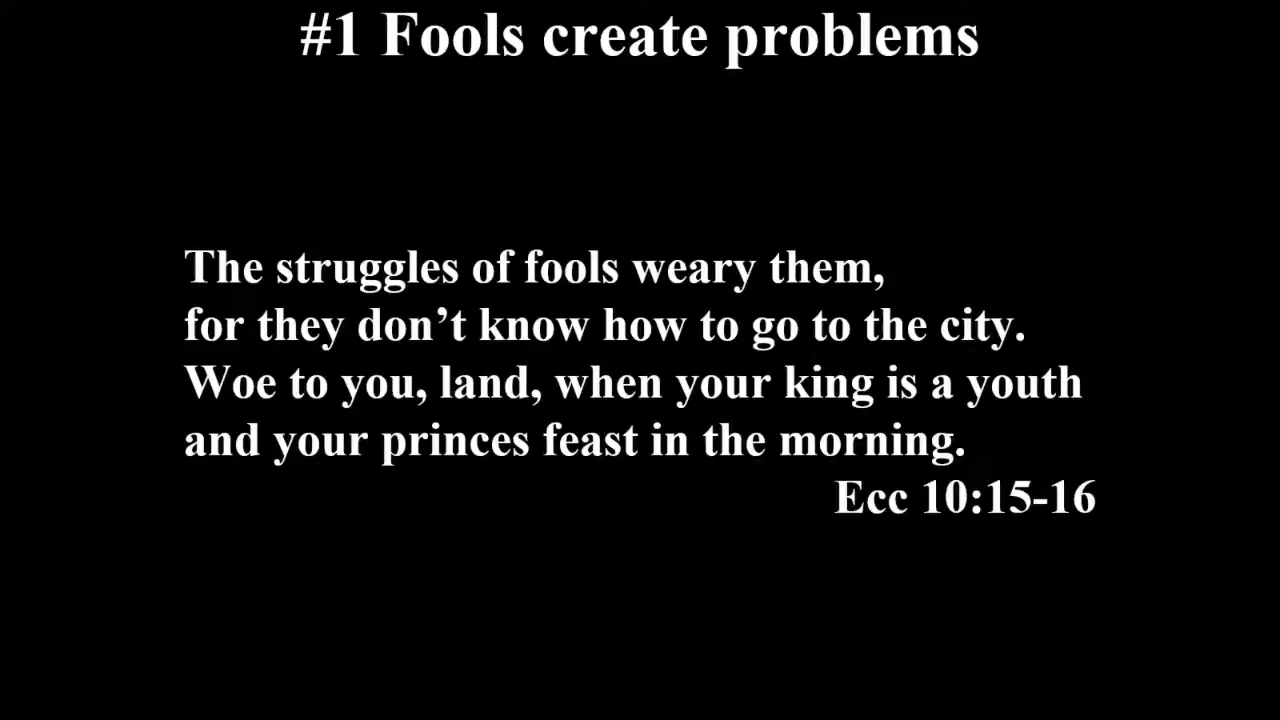 #1 Fools create problems
The struggles of fools weary them,
for they don’t know how to go to the city.
Woe to you, land, when your king is a youth
and your princes feast in the morning.
Ecc 10:15-16